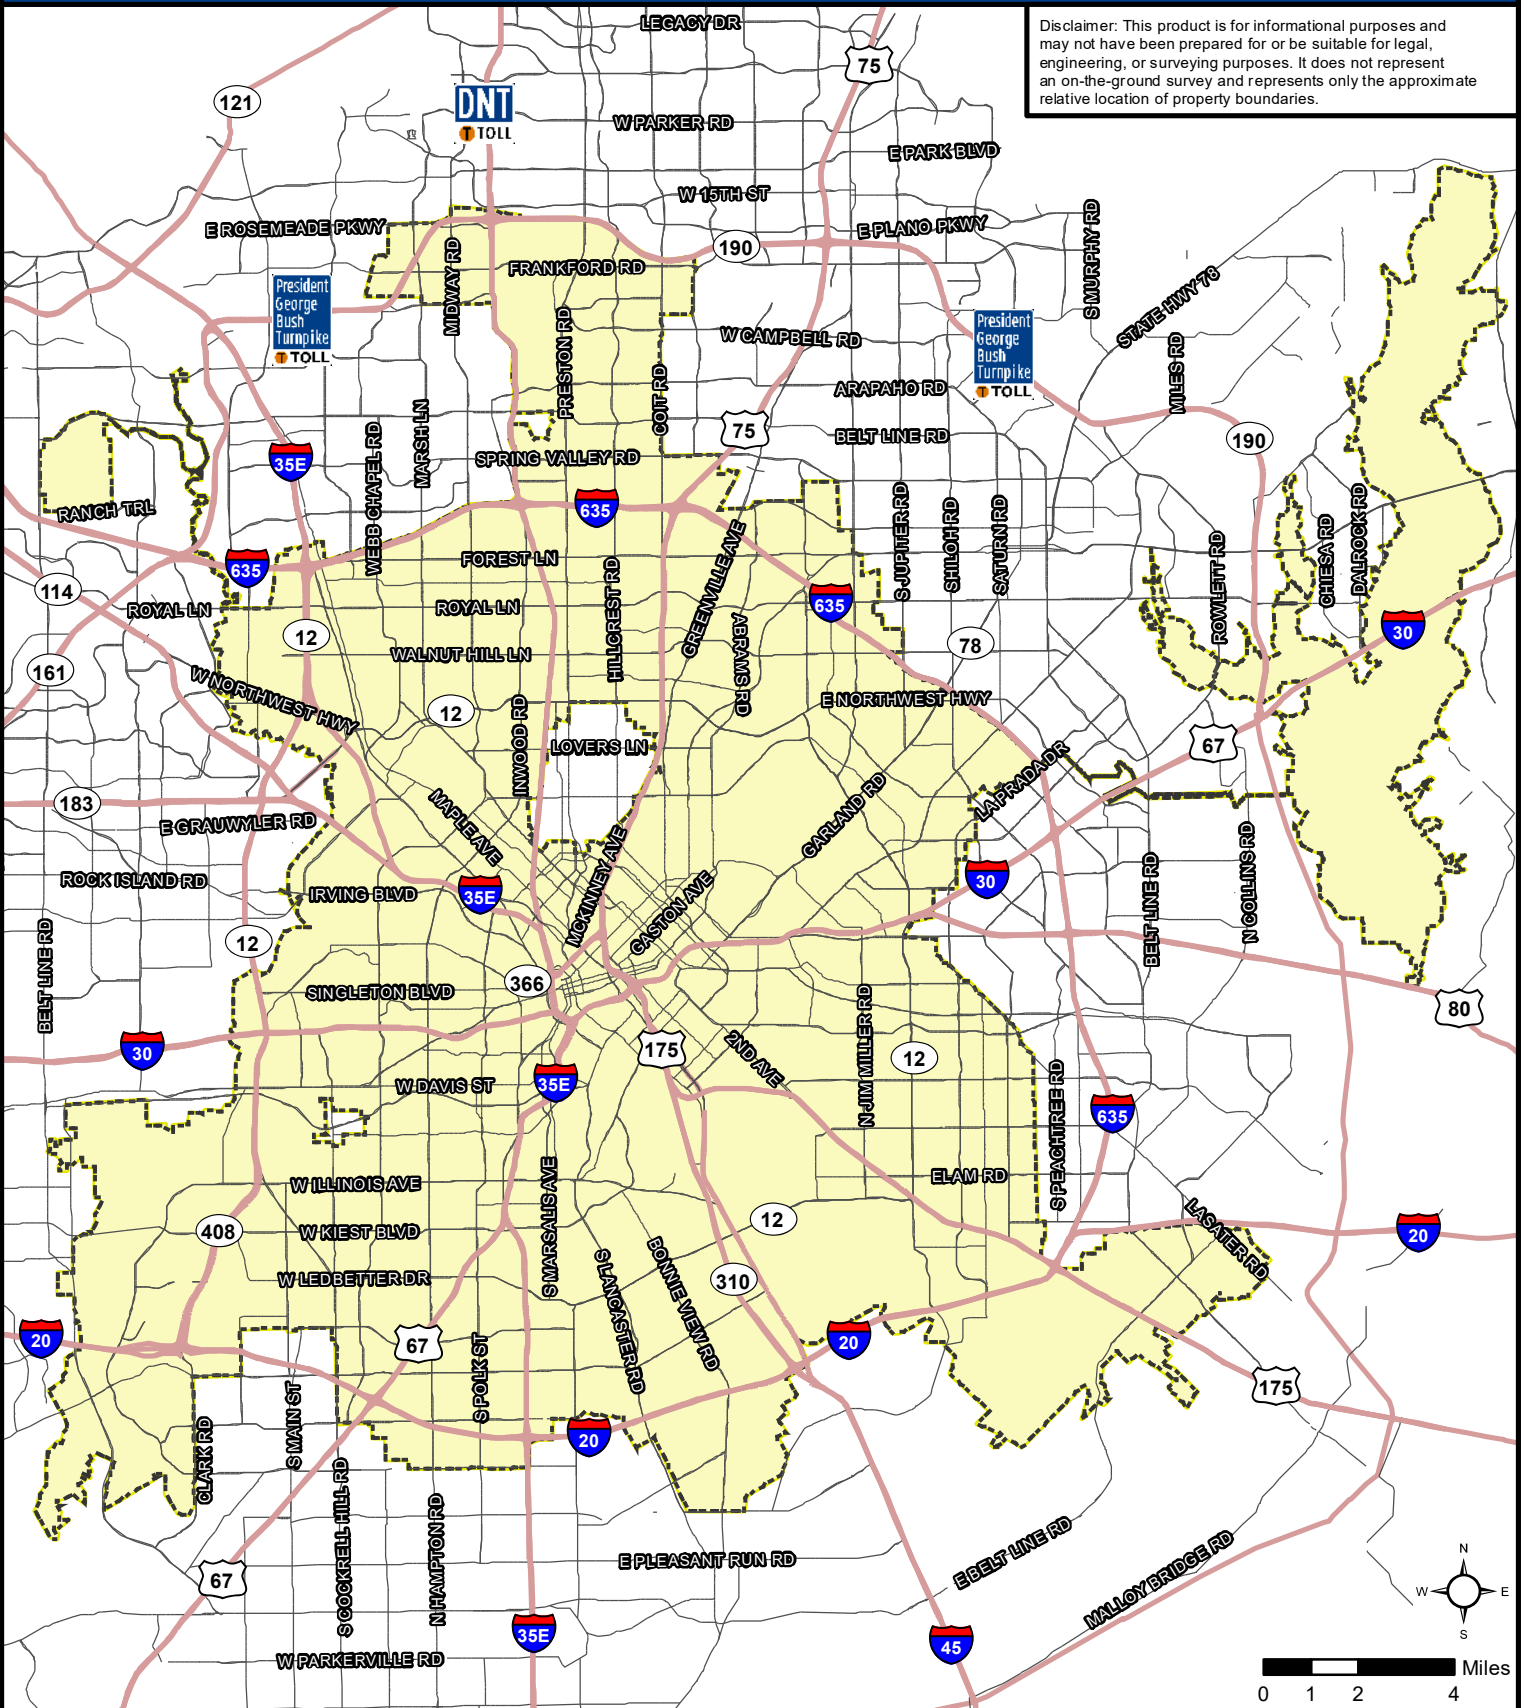 Disclaimer: This product is for informational purposes and
may not have been prepared for or be suitable for legal,
engineering, or surveying purposes. It does not represent
an on-the-ground survey and represents only the approximate
relative location of property boundaries.
LEGACY DR
75
121
DNT
T TOLL
W PARKER RD
E PARK BLVD
W 15TH ST
E ROSEMEADE PKWY
E PLANO PKWY
190
S MURPHY RD
MIDWAY RD
FRANKFORD RD
STATE HWY 78
President
George
Bush
Turnpike
T TOLL
President
George
Bush
Turnpike
T TOLL
PRESTON RD
W CAMPBELL RD
MILES RD
COIT RD
ARAPAHO RD
MARSH LN
WEBB CHAPEL RD
75
BELT LINE RD
190
35E
SPRING VALLEY RD
RANCH TRL
635
S JUPITER RD
SHILOH RD
SATURN RD
CHIESA RD
DALROCK RD
GREENVILLE AVE
ROWLETT RD
FOREST LN
635
114
HILLCREST RD
635
ROYAL LN
ROYAL LN
30
12
ABRAMS RD
78
WALNUT HILL LN
161
W NORTHWEST HWY
E NORTHWEST HWY
12
INWOOD RD
LOVERS LN
67
LA PRADA DR
183
MAPLE AVE
GARLAND RD
E GRAUWYLER RD
ROCK ISLAND RD
IRVING BLVD
35E
MCKINNEY AVE
GASTON AVE
30
BELT LINE RD
N COLLINS RD
BELT LINE RD
12
366
SINGLETON BLVD
80
30
175
2ND AVE
N JIM MILLER RD
12
W DAVIS ST
35E
S PEACHTREE RD
635
W ILLINOIS AVE
S MARSALIS AVE
ELAM RD
408
W KIEST BLVD
12
LASATER RD
20
W LEDBETTER DR
S LANCASTER RD
BONNIE VIEW RD
310
20
67
20
S POLK ST
175
S MAIN ST
CLARK RD
20
S COCKRELL HILL RD
N HAMPTON RD
67
E PLEASANT RUN RD
E BELT LINE RD
MALLOY BRIDGE RD
35E
45
W PARKERVILLE RD
N
W E
S
Miles
0 1 2 4